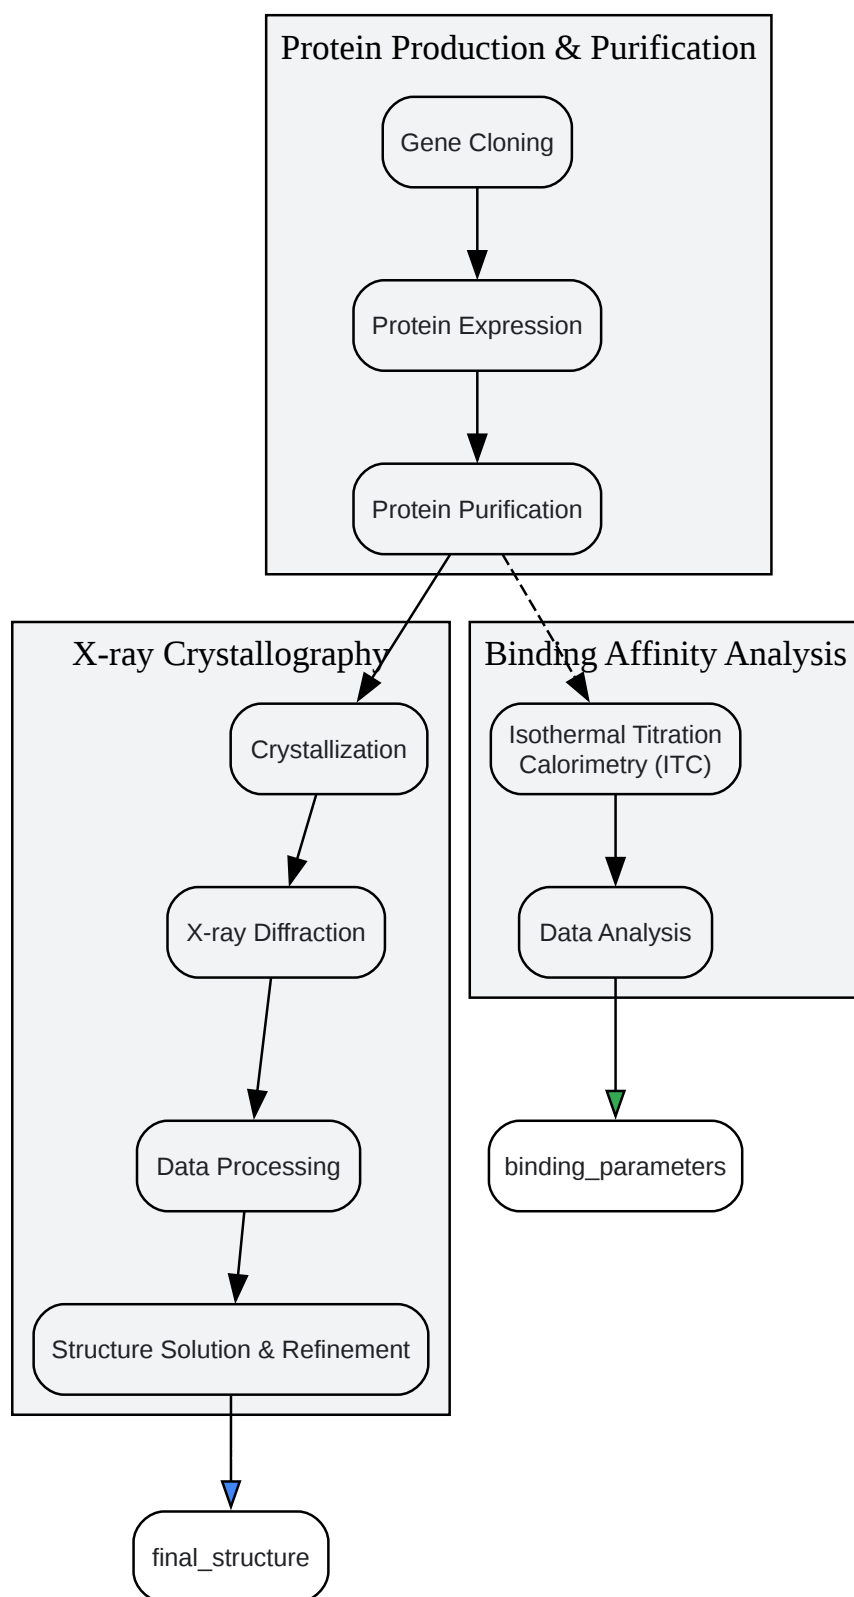 Protein Production & Purification
Gene Cloning
Protein Expression
Protein Purification
X-ray Crystallography
Crystallization
X-ray Diffraction
Data Processing
Structure Solution & Refinement
final_structure
Binding Affinity Analysis
Isothermal Titration
Calorimetry (ITC)
Data Analysis
binding_parameters